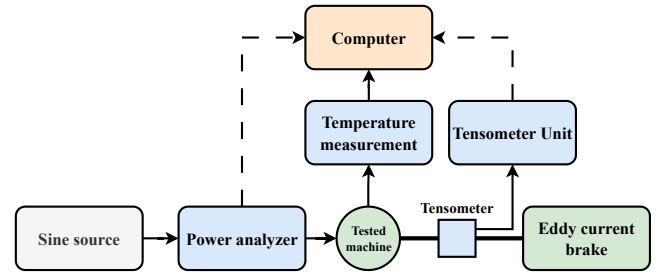 Computer
Temperature
measurement
Tensometer Unit
Tensometer
Sine source
Power analyzer
Tested
machine
Eddy current
brake